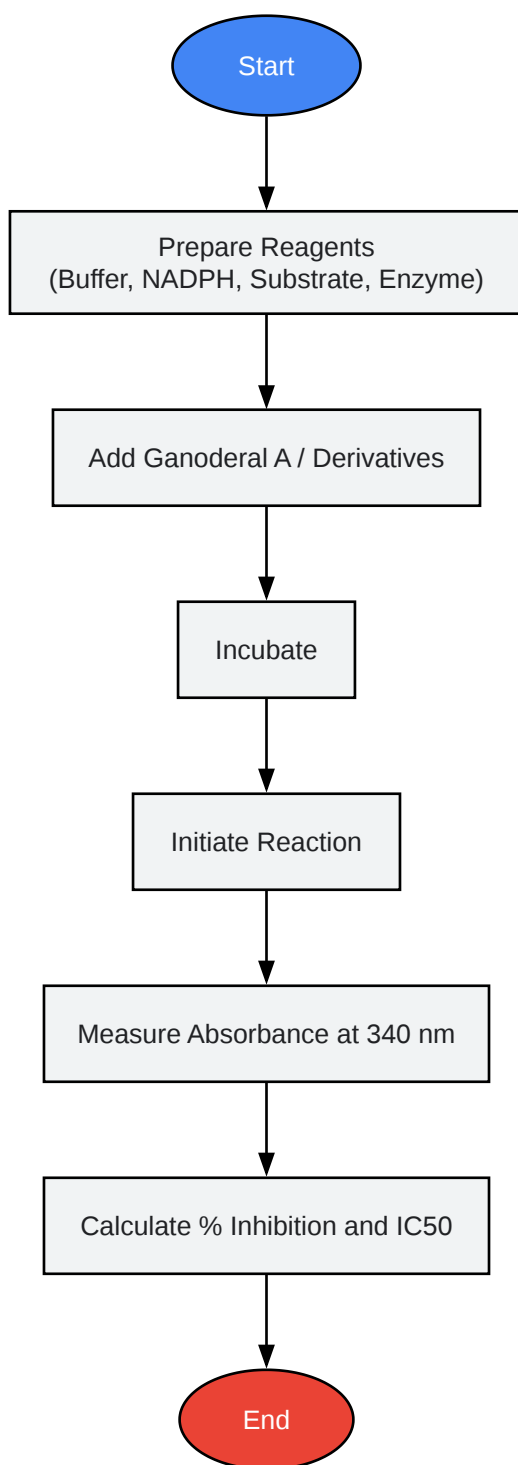 Start
Prepare Reagents
(Buffer, NADPH, Substrate, Enzyme)
Add Ganoderal A / Derivatives
Incubate
Initiate Reaction
Measure Absorbance at 340 nm
Calculate % Inhibition and IC50
End